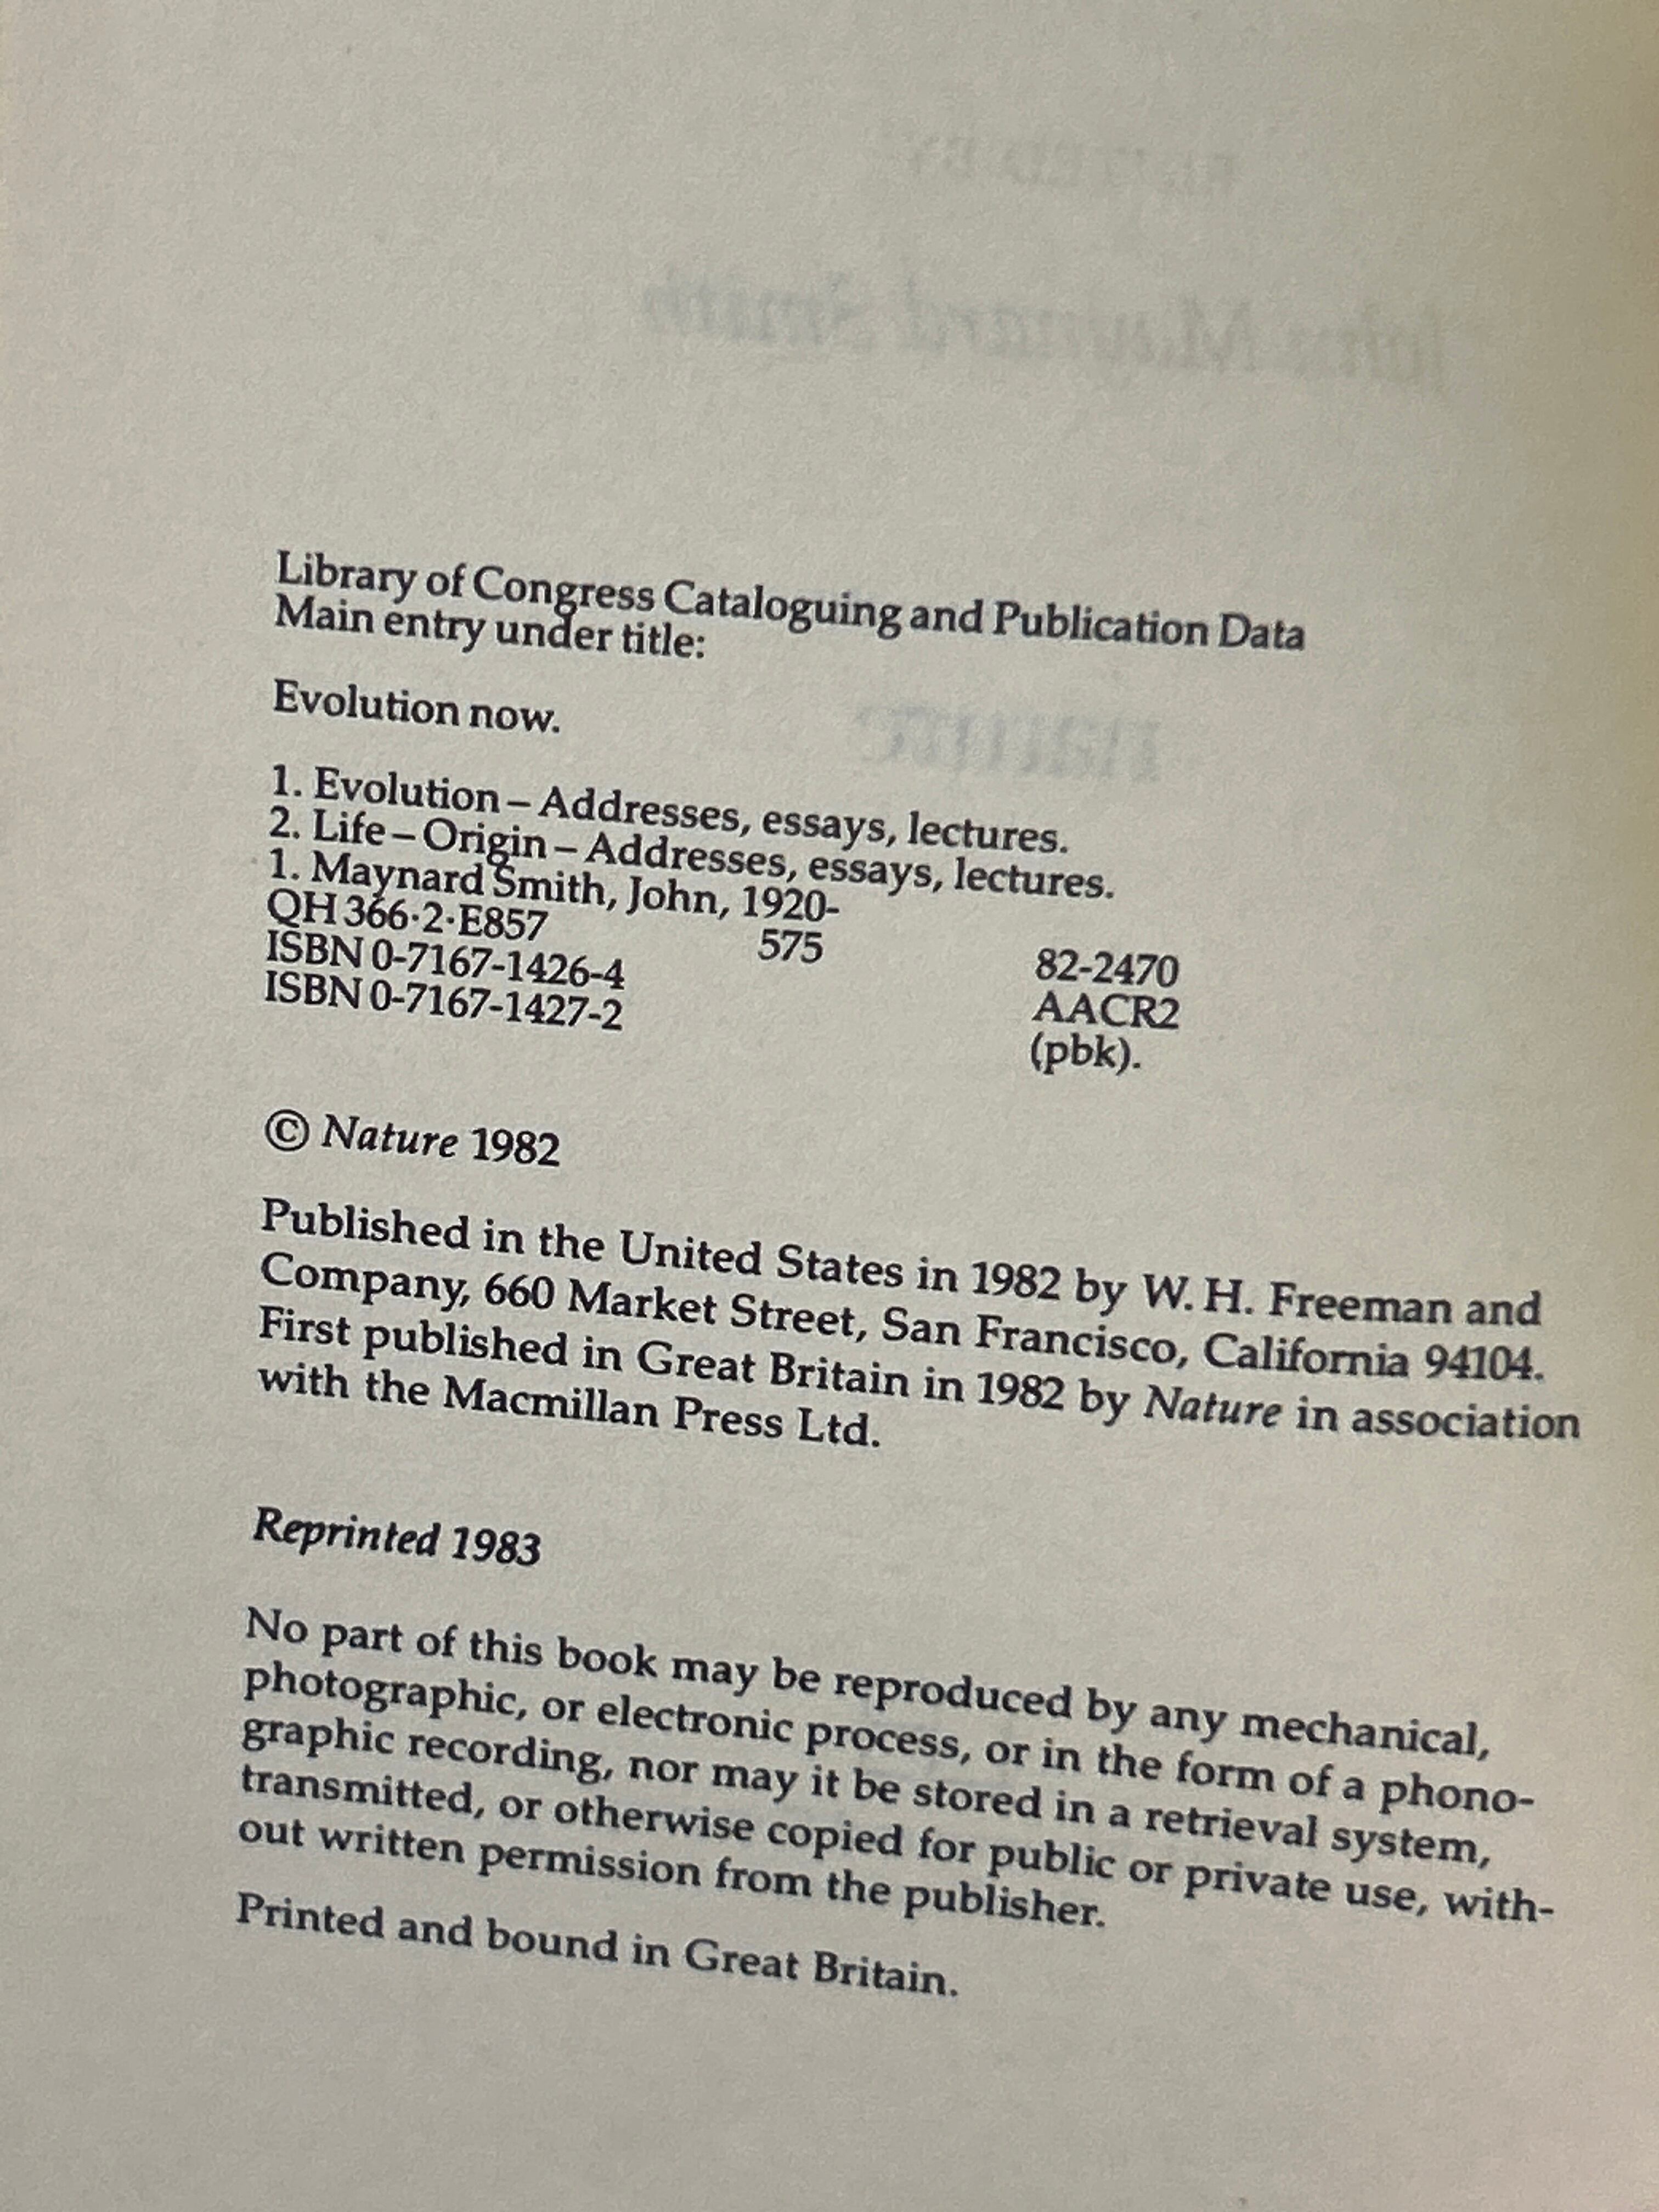 Library of Congress Cataloguing and Publication Data
Main entry under title:
Evolution now.
1. Evolution – Addresses, essays, lectures.
2. Life – Origin – Addresses, essays, lectures.
1. Maynard Smith, John, 1920-
QH 366·2·E857 575 82-2470
ISBN 0-7167-1426-4 AACR2
ISBN 0-7167-1427-2 (pbk).
© Nature 1982
Published in the United States in 1982 by W. H. Freeman and
Company, 660 Market Street, San Francisco, California 94104.
First published in Great Britain in 1982 by Nature in association
with the Macmillan Press Ltd.
Reprinted 1983
No part of this book may be reproduced by any mechanical,
photographic, or electronic process, or in the form of a phono-
graphic recording, nor may it be stored in a retrieval system,
transmitted, or otherwise copied for public or private use, with-
out written permission from the publisher.
Printed and bound in Great Britain.